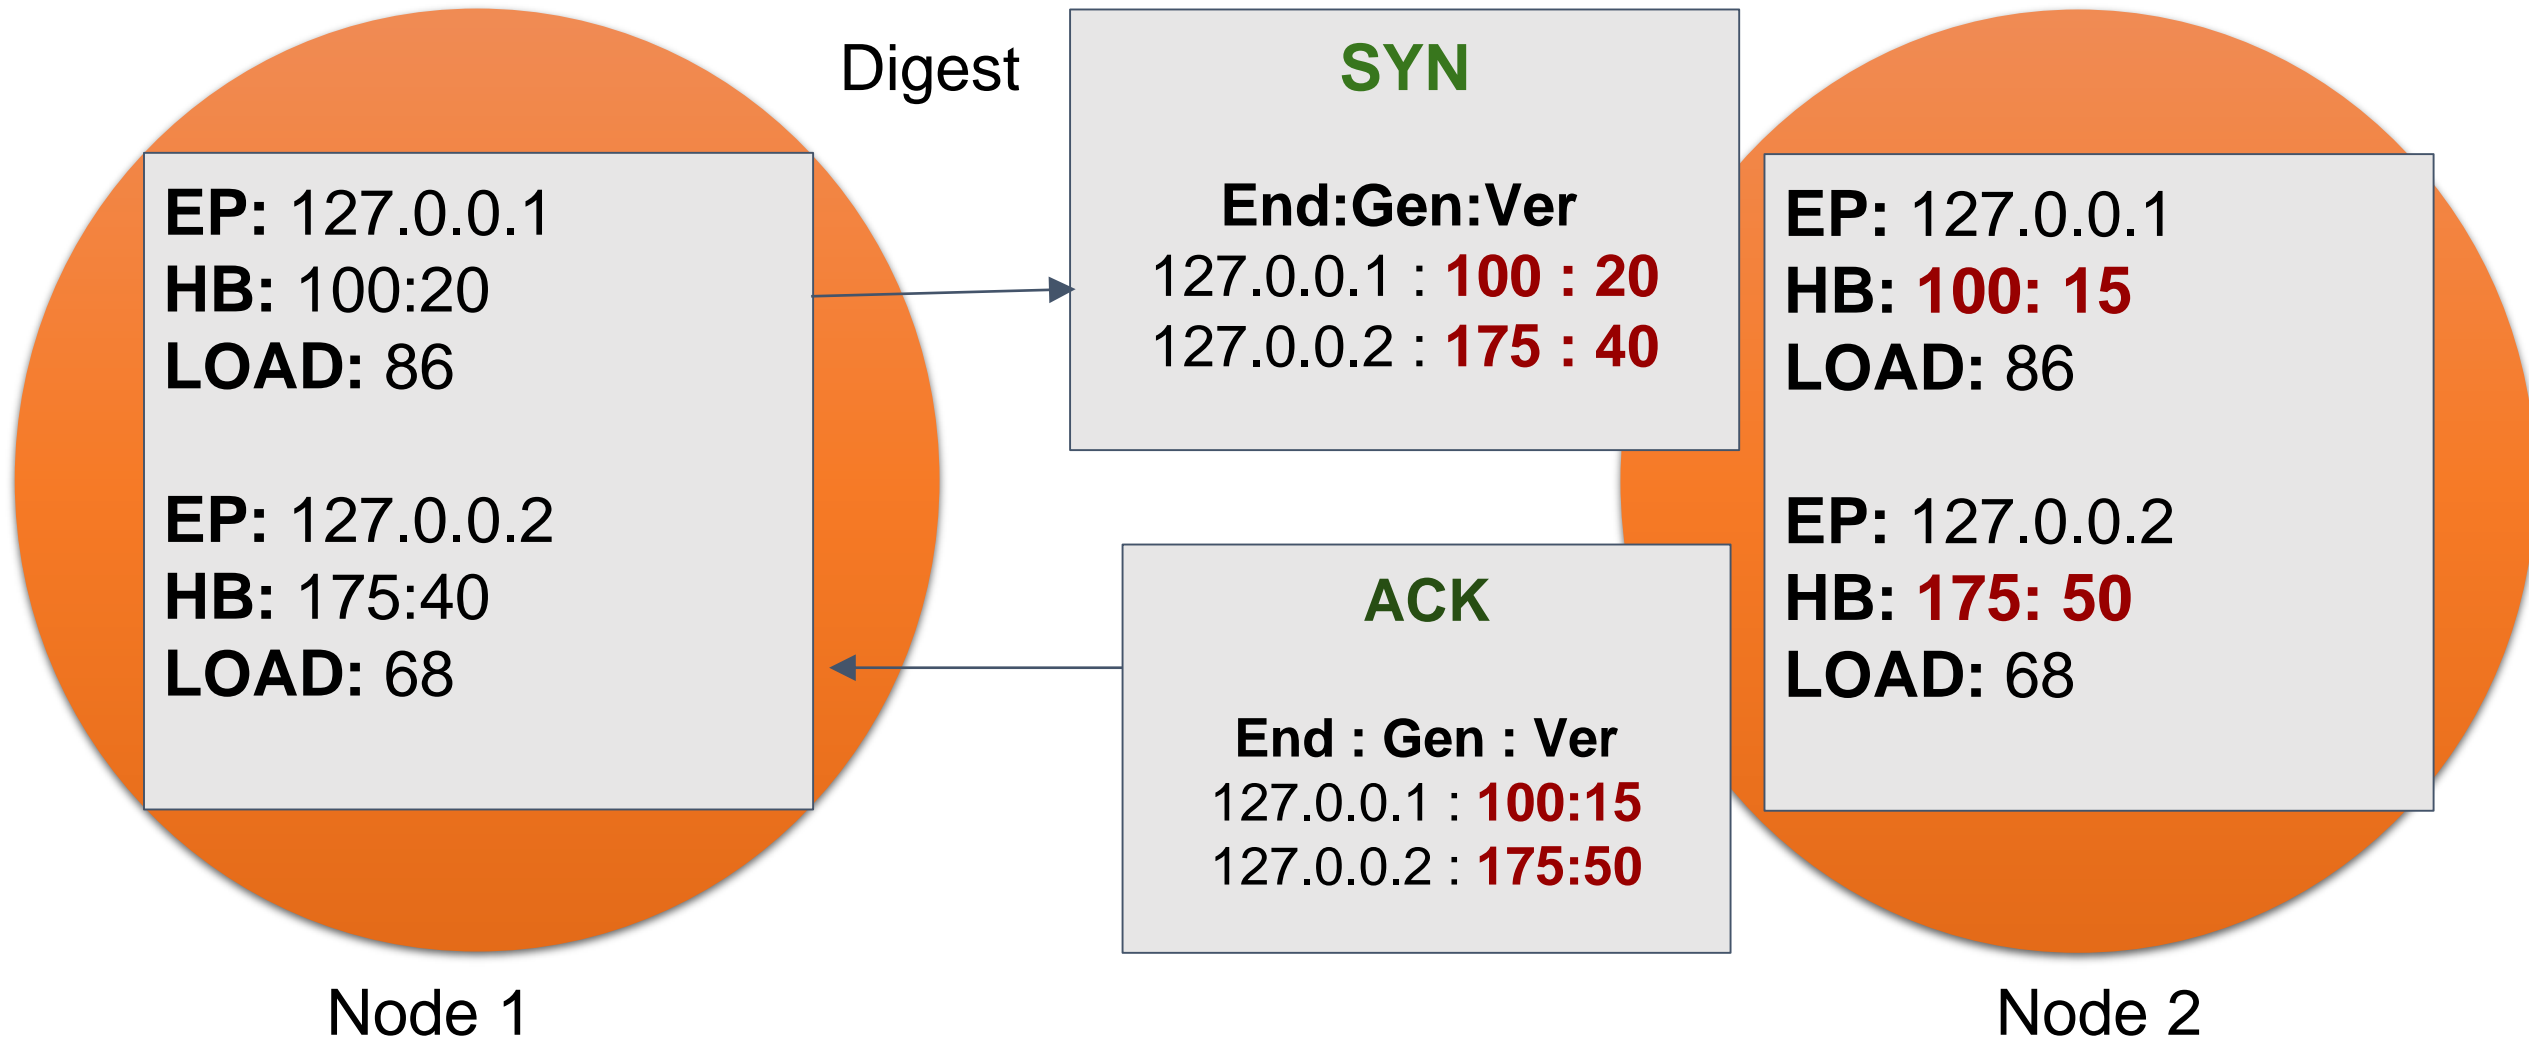 Digest
EP: 127.0.0.1
HB: 100:20
LOAD: 86
EP: 127.0.0.2
HB: 175:40
LOAD: 68
Node 1
SYN
End:Gen:Ver
127.0.0.1 : 100 : 20
127.0.0.2 : 175 : 40
ACK
End : Gen : Ver
127.0.0.1 : 100:15
127.0.0.2 : 175:50
EP: 127.0.0.1
HB: 100: 15
LOAD: 86
EP: 127.0.0.2
HB: 175: 50
LOAD: 68
Node 2